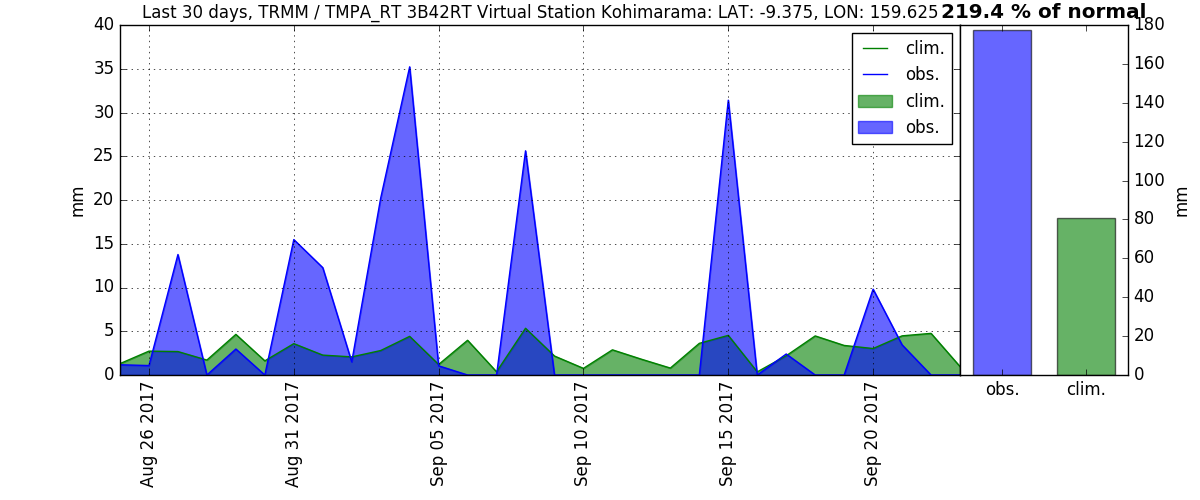 Last 30 days, TRMM / TMPA_RT 3B42RT Virtual Station Kohimarama: LAT: -9.375, LON: 159.625
219.4 % of normal
40
35
30
25
20
15
10
5
0
mm
clim.
obs.
clim.
obs.
Aug 26 2017
Aug 31 2017
Sep 05 2017
Sep 10 2017
Sep 15 2017
Sep 20 2017
180
160
140
120
100
80
60
40
20
0
mm
obs.
clim.